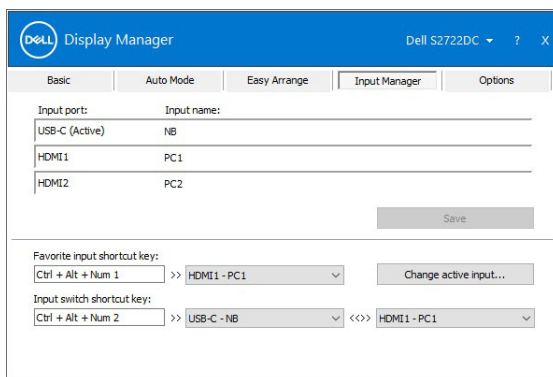 DELL Display Manager Dell S2722DC ? X
Basic Auto Mode Easy Arrange Input Manager Options
Input port: Input name:
USB-C (Active) NB
HDMI1 PC1
HDMI2 PC2
Save
Favorite input shortcut key:
Ctrl + Alt + Num 1 >> HDMI1 - PC1 Change active input...
Input switch shortcut key:
Ctrl + Alt + Num 2 >> USB-C - NB <<>> HDMI1 - PC1